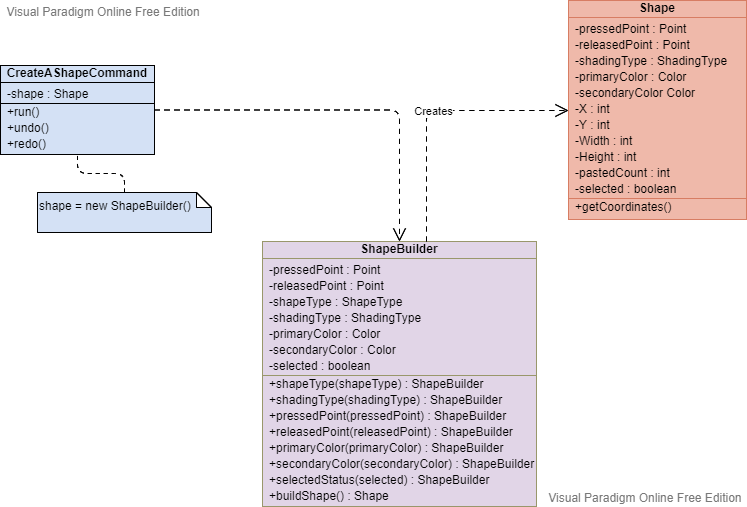 Visual Paradigm Online Free Edition
Shape
-pressedPoint : Point
-releasedPoint : Point
-shadingType : ShadingType
-primaryColor : Color
-secondaryColor Color
-X : int
-Y : int
-Width : int
-Height : int
-pastedCount : int
-selected : boolean
+getCoordinates()
CreateAShapeCommand
-shape : Shape
+run()
+undo()
+redo()
Creates
shape = new ShapeBuilder()
ShapeBuilder
-pressedPoint : Point
-releasedPoint : Point
-shapeType : ShapeType
-shadingType : ShadingType
-primaryColor : Color
-secondaryColor : Color
-selected : boolean
+shapeType(shapeType) : ShapeBuilder
+shadingType(shadingType) : ShapeBuilder
+pressedPoint(pressedPoint) : ShapeBuilder
+releasedPoint(releasedPoint) : ShapeBuilder
+primaryColor(primaryColor) : ShapeBuilder
+secondaryColor(secondaryColor) : ShapeBuilder
+selectedStatus(selected) : ShapeBuilder
+buildShape() : Shape
Visual Paradigm Online Free Edition